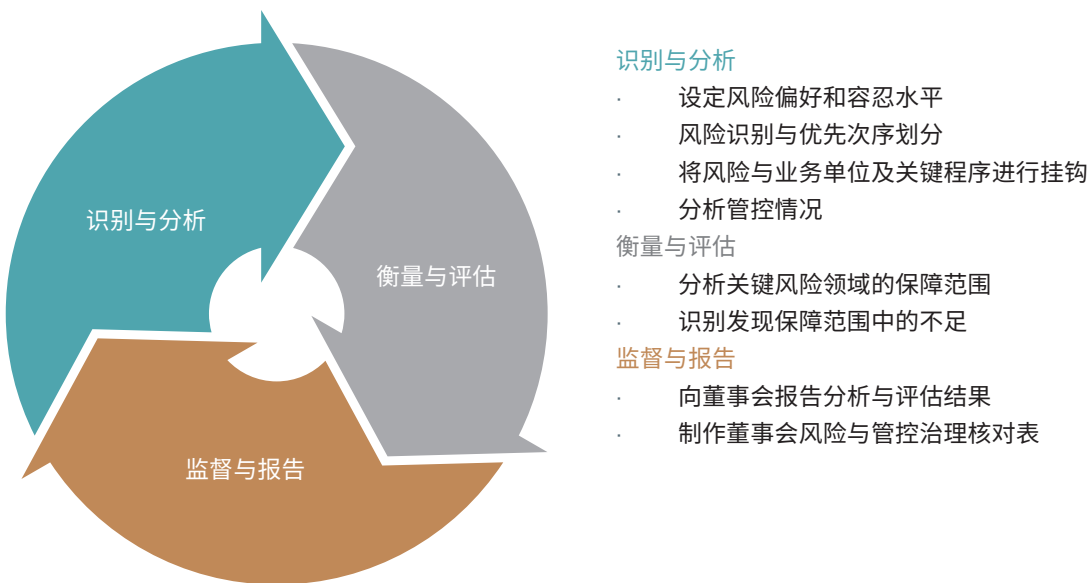 识别与分析
衡量与评估
监督与报告
识别与分析
· 设定风险偏好和容忍水平
· 风险识别与优先次序划分
· 将风险与业务单位及关键程序进行挂钩
· 分析管控情况
衡量与评估
· 分析关键风险领域的保障范围
· 识别发现保障范围中的不足
监督与报告
· 向董事会报告分析与评估结果
· 制作董事会风险与管控治理核对表